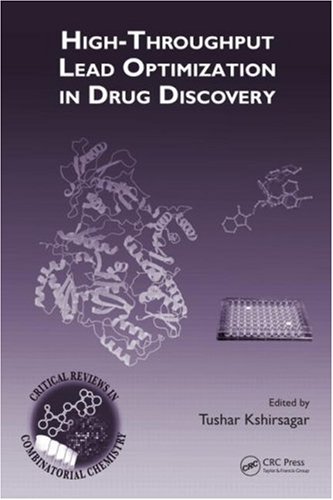 HIGH-THROUGHPUT
LEAD OPTIMIZATION
IN DRUG DISCOVERY
Edited by
Tushar Kshirsagar
CRITICAL REVIEWS IN
COMBINATORIAL CHEMISTRY
CRC
CRC Press
Taylor & Francis Group